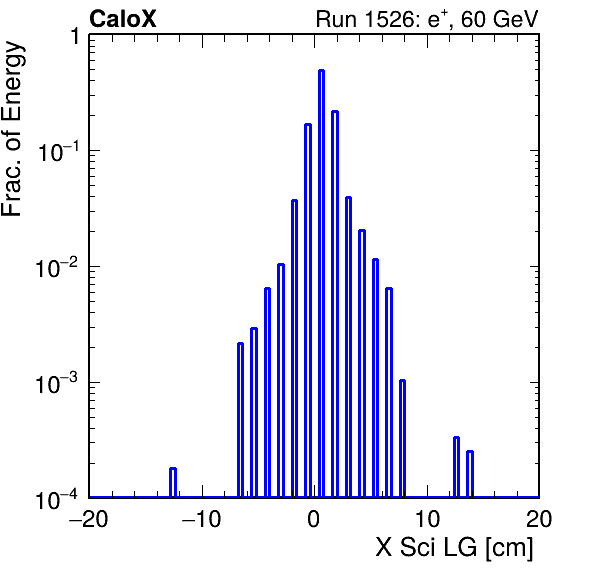 CaloX
Run 1526: e⁺, 60 GeV
Frac. of Energy
1
10⁻¹
10⁻²
10⁻³
10⁻⁴
−20
−10
0
10
20
X Sci LG [cm]